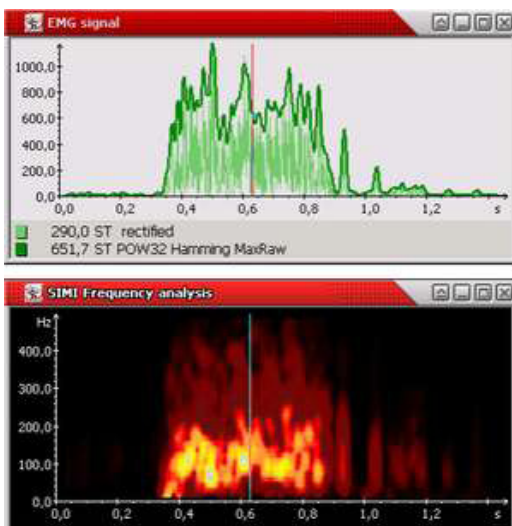 EMG signal
1000,0
800,0
600,0
400,0
200,0
0,0
0,0 0,2 0,4 0,6 0,8 1,0 1,2 s
290,0 ST rectified
651,7 ST POW32 Hamming MaxRaw
SIMI Frequency analysis
Hz
400,0
300,0
200,0
100,0
0,0
0,0 0,2 0,4 0,6 0,8 1,0 1,2 s